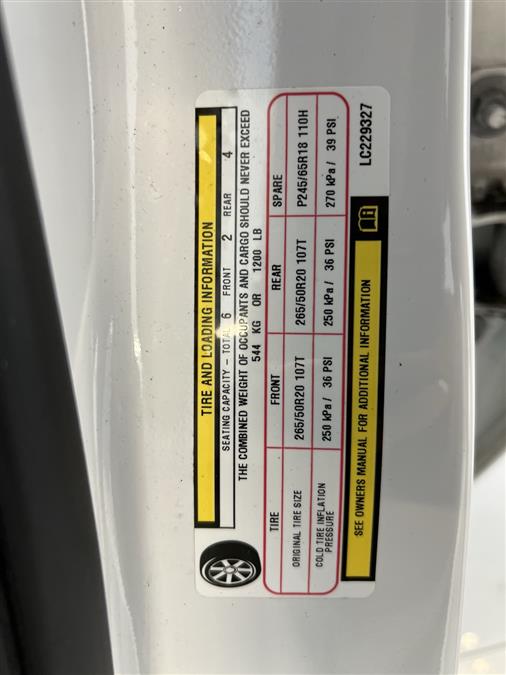 TIRE AND LOADING INFORMATION
SEATING CAPACITY - TOTAL 6 FRONT 2 REAR 4
THE COMBINED WEIGHT OF OCCUPANTS AND CARGO SHOULD NEVER EXCEED
544 KG OR 1200 LB
TIRE FRONT REAR SPARE
ORIGINAL TIRE SIZE 265/50R20 107T 265/50R20 107T P245/65R18 110H
COLD TIRE INFLATION PRESSURE 250 kPa / 36 PSI 250 kPa / 36 PSI 270 kPa / 39 PSI
SEE OWNERS MANUAL FOR ADDITIONAL INFORMATION
LC229327